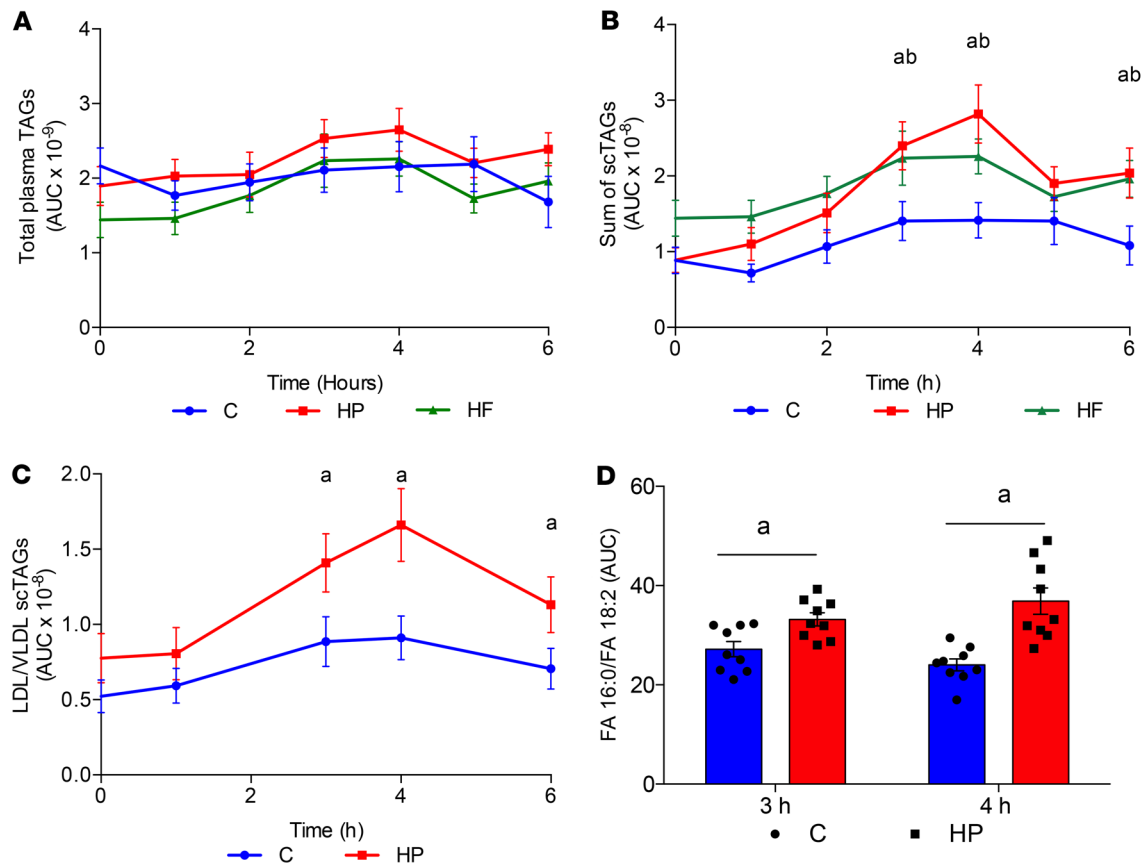 A
Total plasma TAGs
(AUC x 10-9)
4
3
2
1
0
0
2
4
6
Time (Hours)
C
HP
HF
B
Sum of scTAGs
(AUC x 10-8)
4
3
2
1
0
ab
ab
ab
0
2
4
6
Time (h)
C
HP
HF
C
LDL/VLDL scTAGs
(AUC x 10-8)
2.0
1.5
1.0
0.5
0.0
a
a
a
0
2
4
6
Time (h)
C
HP
D
FA 16:0/FA 18:2 (AUC)
60
40
20
0
a
a
3 h
4 h
C
HP